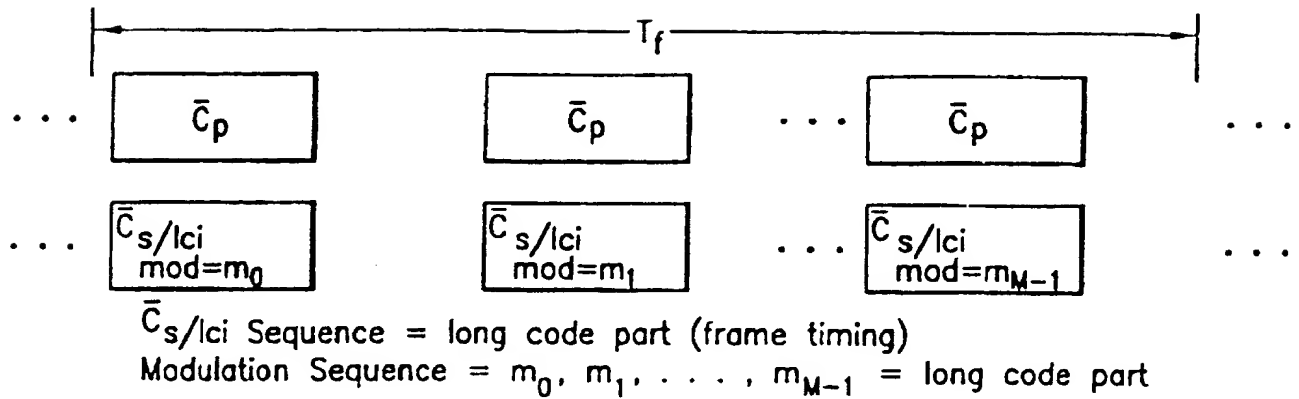 T_f
. . . C̄_p C̄_p . . . C̄_p . . .
. . . C̄_s/lci mod=m_0 C̄_s/lci mod=m_1 . . . C̄_s/lci mod=m_M-1 . . .
C̄_s/lci Sequence = long code part (frame timing)
Modulation Sequence = m_0, m_1, . . . , m_M-1 = long code part